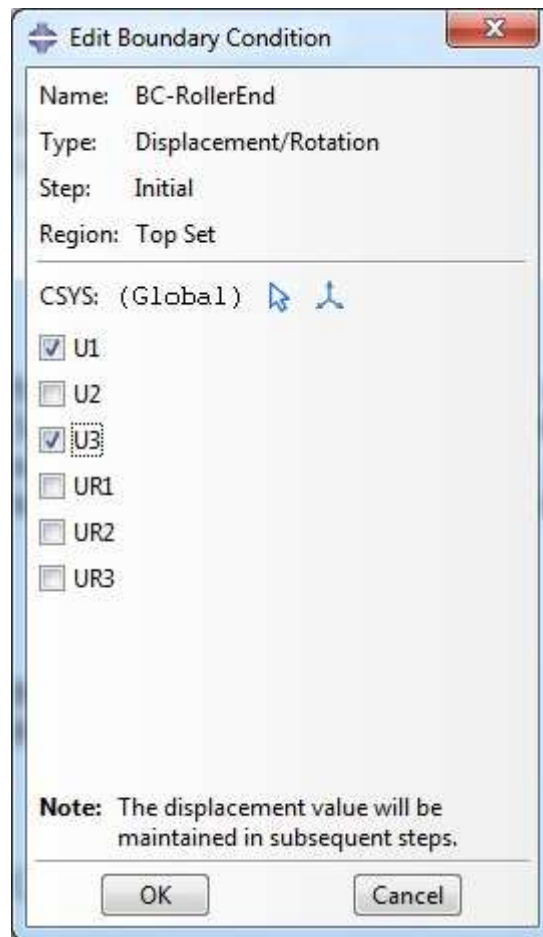 Edit Boundary Condition
Name: BC-RollerEnd
Type: Displacement/Rotation
Step: Initial
Region: Top Set
CSYS: (Global)
U1
U2
U3
UR1
UR2
UR3
Note: The displacement value will be
maintained in subsequent steps.
OK Cancel